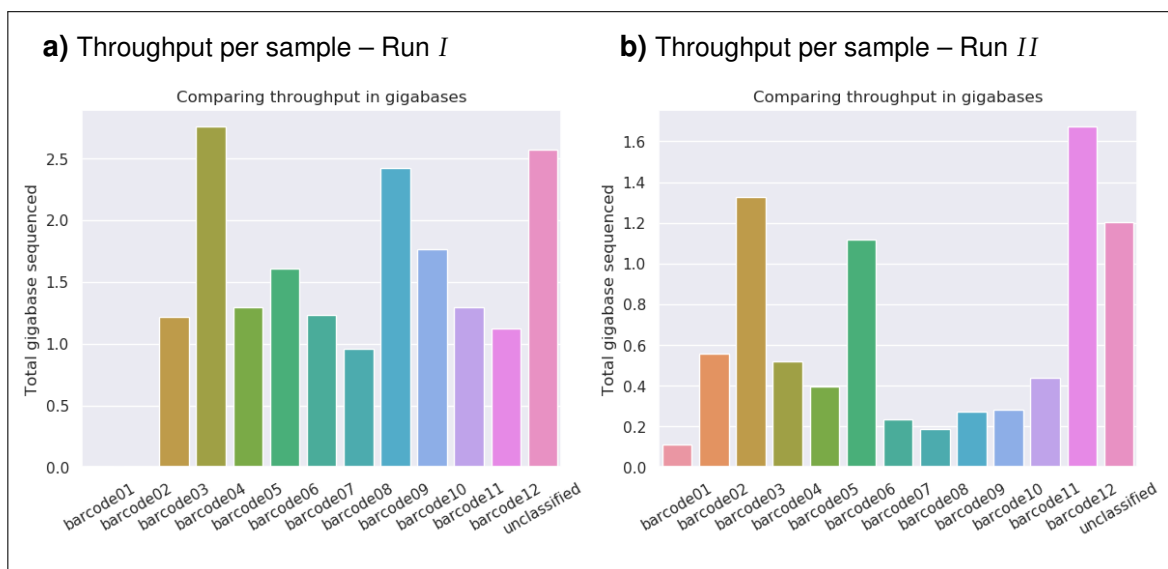 a) Throughput per sample – Run I
Comparing throughput in gigabases
Total gigabase sequenced
2.5
2.0
1.5
1.0
0.5
0.0
barcode01
barcode02
barcode03
barcode04
barcode05
barcode06
barcode07
barcode08
barcode09
barcode10
barcode11
barcode12
unclassified
b) Throughput per sample – Run II
Comparing throughput in gigabases
Total gigabase sequenced
1.6
1.4
1.2
1.0
0.8
0.6
0.4
0.2
0.0
barcode01
barcode02
barcode03
barcode04
barcode05
barcode06
barcode07
barcode08
barcode09
barcode10
barcode11
barcode12
unclassified